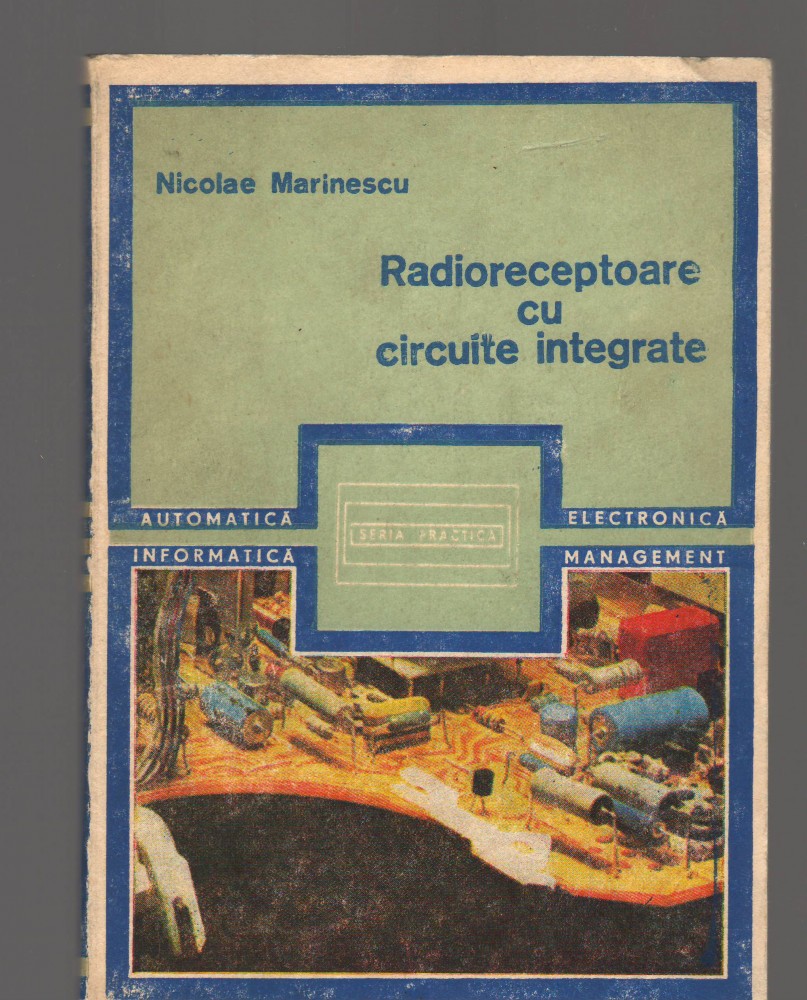 Nicolae Marinescu
Radioreceptoare
cu
circuite integrate
AUTOMATICĂ
ELECTRONICĂ
SERIA PRACTICĂ
INFORMATICĂ
MANAGEMENT